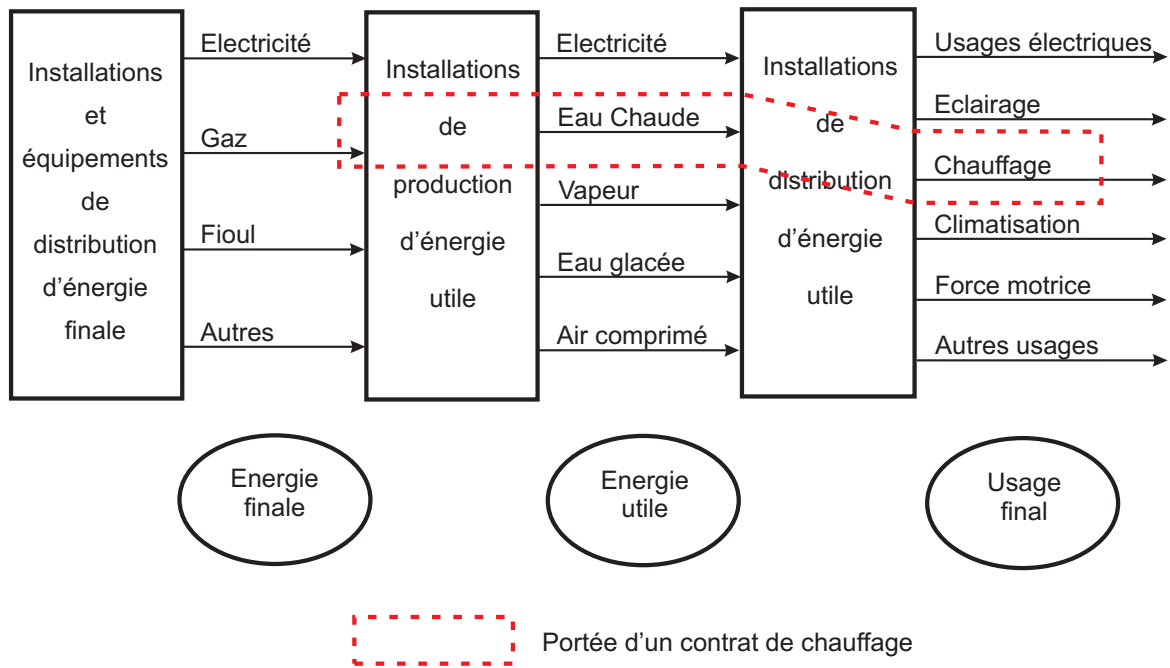 Installations
et
équipements
de
distribution
d'énergie
finale
Electricité
Gaz
Fioul
Autres
Installations
de
production
d'énergie
utile
Electricité
Eau Chaude
Vapeur
Eau glacée
Air comprimé
Installations
de
distribution
d'énergie
utile
Usages électriques
Eclairage
Chauffage
Climatisation
Force motrice
Autres usages
Energie
finale
Energie
utile
Usage
final
Portée d'un contrat de chauffage